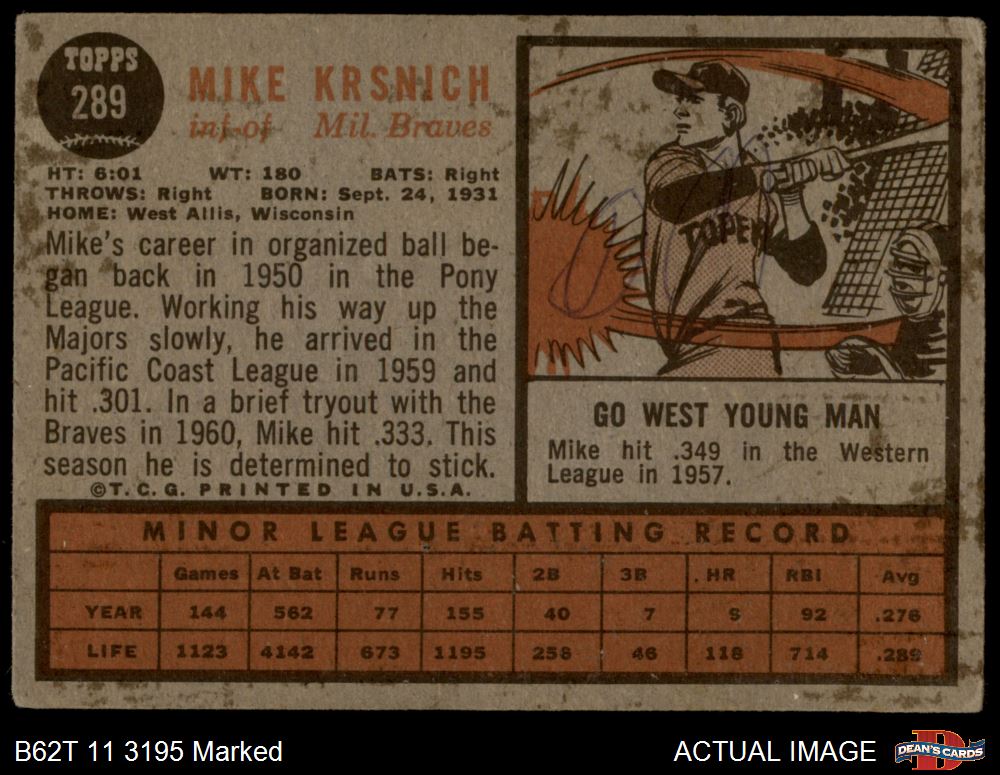 TOPPS
289
MIKE KRSNICH
inf-of Mil. Braves
HT: 6:01 WT: 180 BATS: Right
THROWS: Right BORN: Sept. 24, 1931
HOME: West Allis, Wisconsin
Mike's career in organized ball be-
gan back in 1950 in the Pony
League. Working his way up the
Majors slowly, he arrived in the
Pacific Coast League in 1959 and
hit .301. In a brief tryout with the
Braves in 1960, Mike hit .333. This
season he is determined to stick.
©T.C.G. PRINTED IN U.S.A.
TOPEK
GO WEST YOUNG MAN
Mike hit .349 in the Western
League in 1957.
MINOR LEAGUE BATTING RECORD
Games At Bat Runs Hits 2B 3B HR RBI Avg
YEAR 144 562 77 155 40 7 92 .276
LIFE 1123 4142 673 1195 258 46 118 714 .289
B62T 11 3195 Marked
ACTUAL IMAGE
DEAN'S CARDS